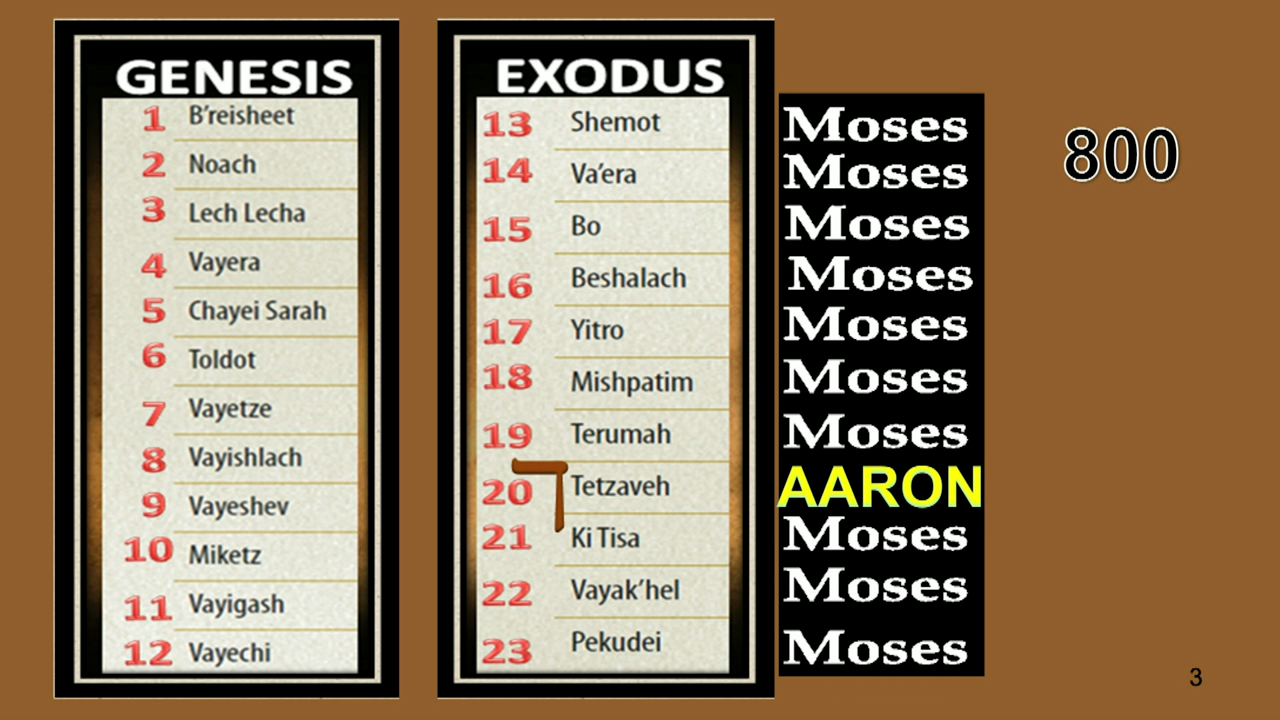 GENESIS
1 B'reisheet
2 Noach
3 Lech Lecha
4 Vayera
5 Chayei Sarah
6 Toldot
7 Vayetze
8 Vayishlach
9 Vayeshev
10 Miketz
11 Vayigash
12 Vayechi
EXODUS
13 Shemot Moses
14 Va'era Moses
15 Bo Moses
16 Beshalach Moses
17 Yitro Moses
18 Mishpatim Moses
19 Terumah Moses
20 Tetzaveh AARON
21 Ki Tisa Moses
22 Vayak'hel Moses
23 Pekudei Moses
800
3